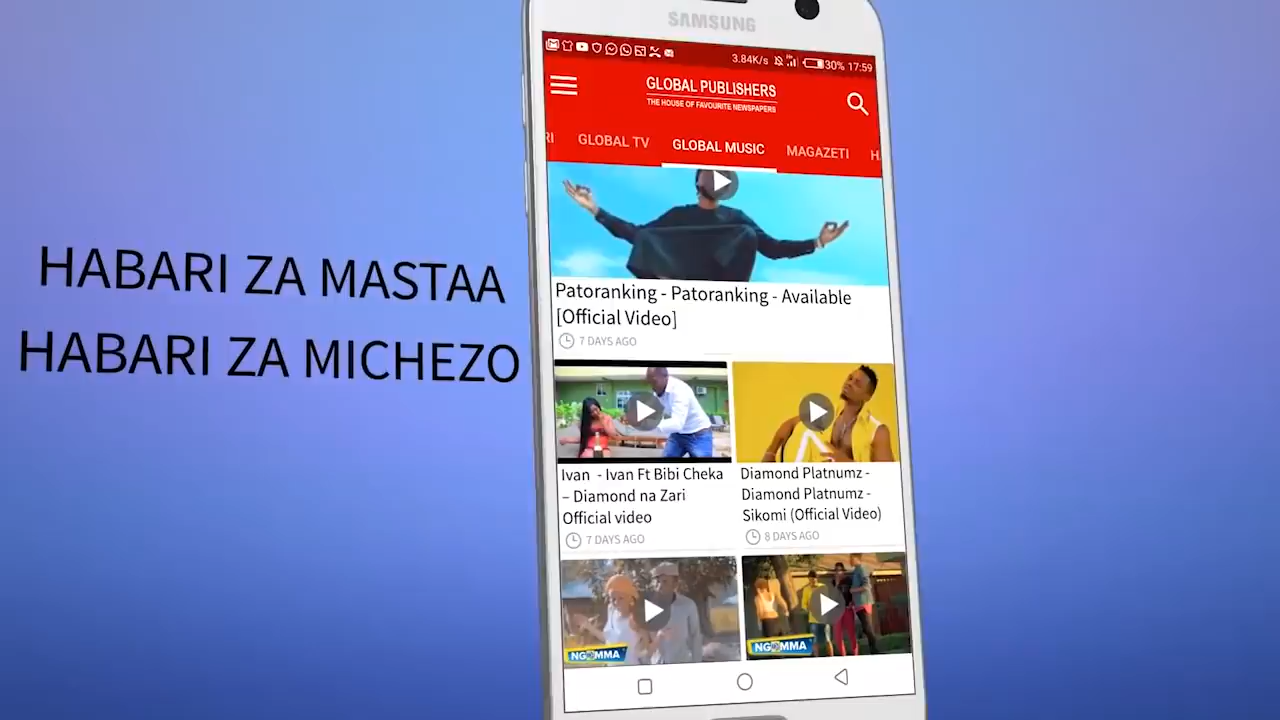 HABARI ZA MASTAA
HABARI ZA MICHEZO
SAMSUNG
3.84K/s 30% 17:59
GLOBAL PUBLISHERS
THE HOUSE OF FAVOURITE NEWSPAPERS
RI GLOBAL TV GLOBAL MUSIC MAGAZETI H
Patoranking - Patoranking - Available
[Official Video]
7 DAYS AGO
Ivan - Ivan Ft Bibi Cheka
– Diamond na Zari
Official video
7 DAYS AGO
Diamond Platnumz -
Diamond Platnumz -
Sikomi (Official Video)
8 DAYS AGO
NGOMMA
NGOMMA